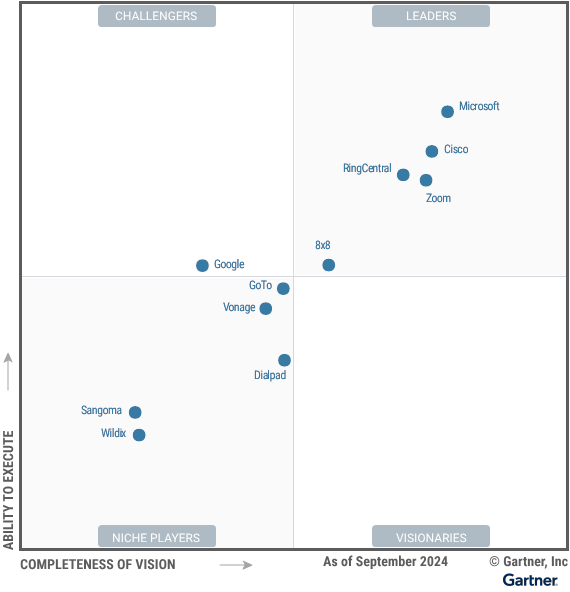 CHALLENGERS
LEADERS
Microsoft
Cisco
RingCentral
Zoom
8x8
Google
GoTo
Vonage
Dialpad
Sangoma
Wildix
NICHE PLAYERS
VISIONARIES
ABILITY TO EXECUTE
COMPLETENESS OF VISION
As of September 2024
© Gartner, Inc
Gartner